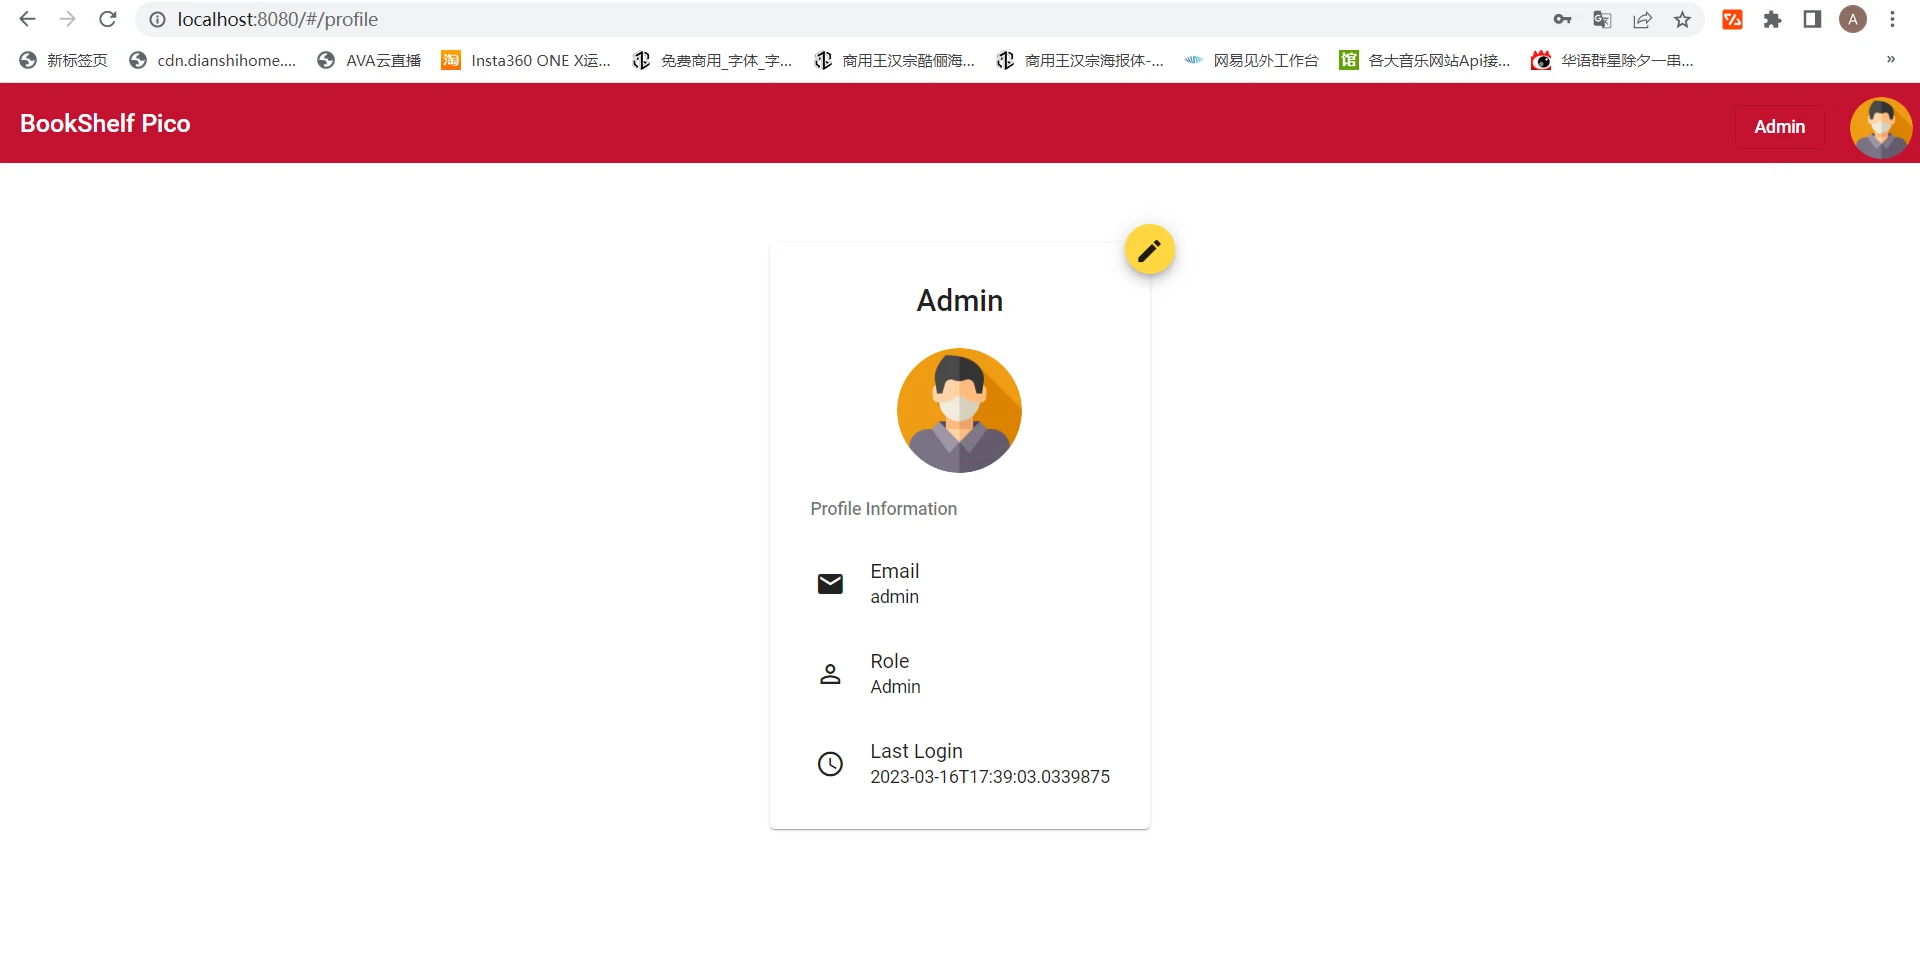 localhost:8080/#/profile
A
新标签页
cdn.dianshihome....
AVA云直播
淘
Insta360 ONE X运...
免费商用_字体_字...
商用王汉宗酷俪海...
商用王汉宗海报体-...
网易见外工作台
馆
各大音乐网站Api接...
华语群星除夕一串...
»
BookShelf Pico
Admin
Admin
Profile Information
Email
admin
Role
Admin
Last Login
2023-03-16T17:39:03.0339875